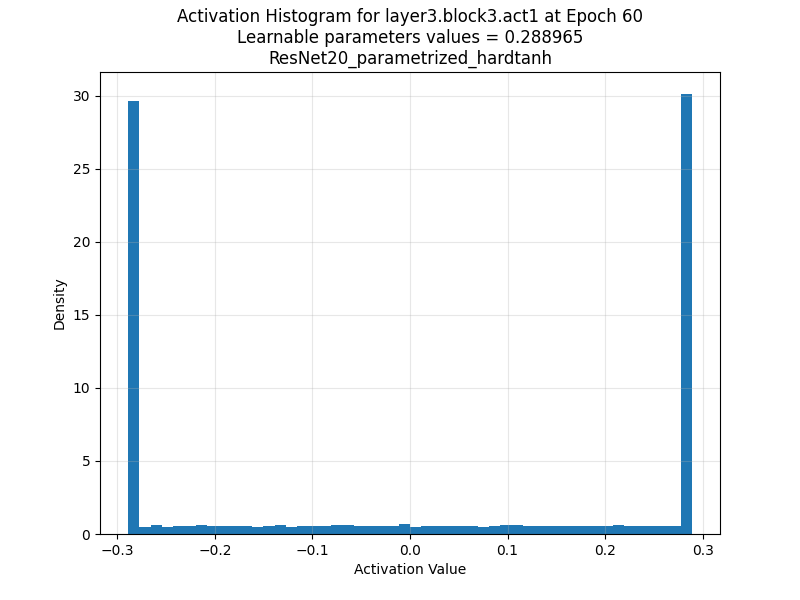 Activation Histogram for layer3.block3.act1 at Epoch 60
Learnable parameters values = 0.288965
ResNet20_parametrized_hardtanh
30
25
20
15
10
5
0
Density
−0.3
−0.2
−0.1
0.0
0.1
0.2
0.3
Activation Value